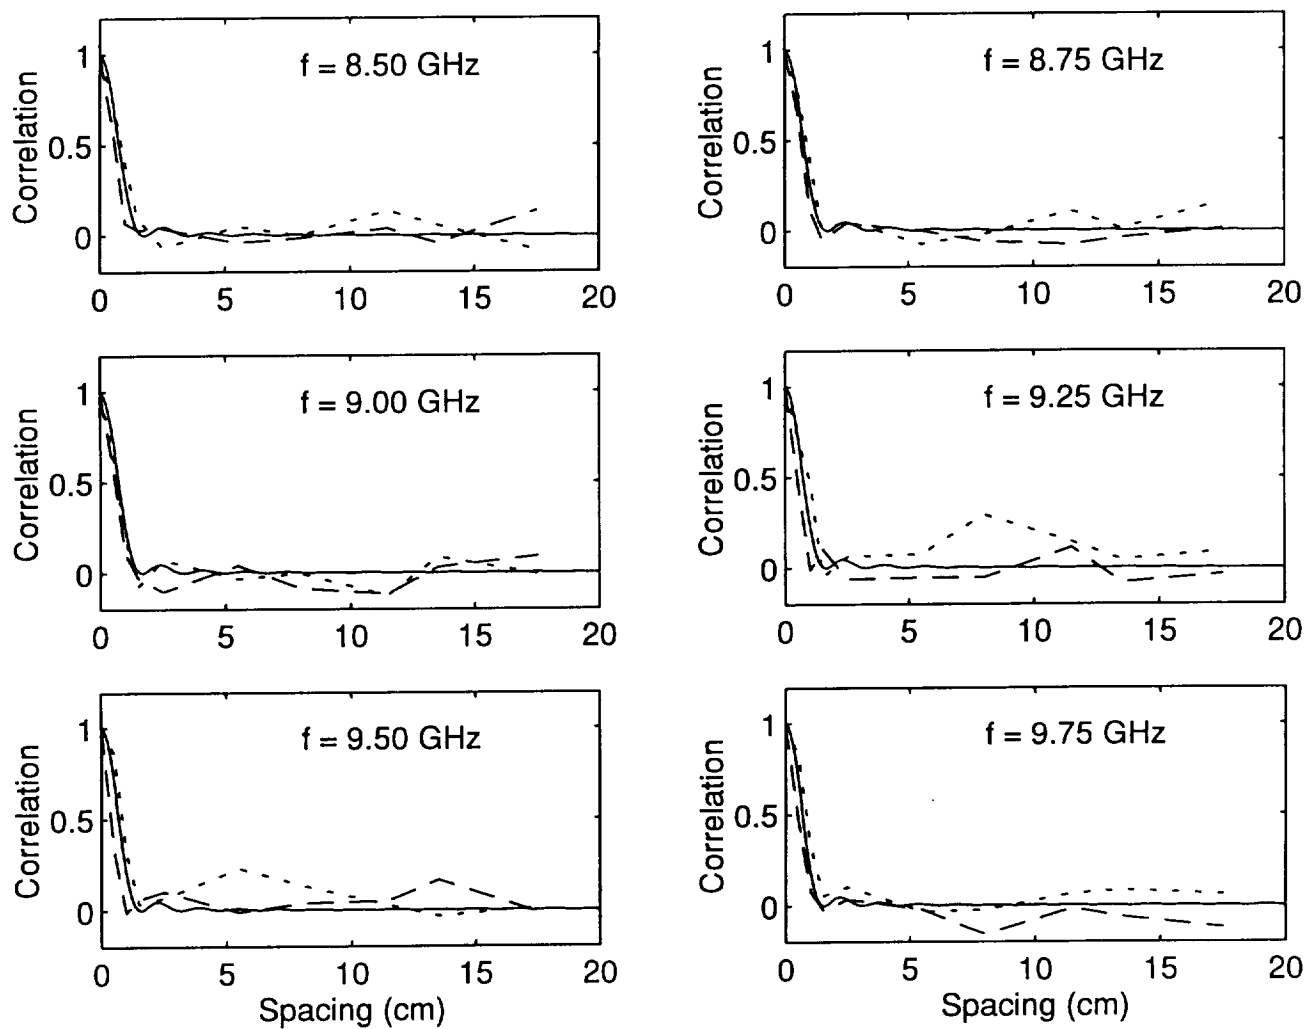 f = 8.50 GHz
Correlation
1
0.5
0
0 5 10 15 20
f = 8.75 GHz
Correlation
1
0.5
0
0 5 10 15 20
f = 9.00 GHz
Correlation
1
0.5
0
0 5 10 15 20
f = 9.25 GHz
Correlation
1
0.5
0
0 5 10 15 20
f = 9.50 GHz
Correlation
1
0.5
0
0 5 10 15 20
Spacing (cm)
f = 9.75 GHz
Correlation
1
0.5
0
0 5 10 15 20
Spacing (cm)